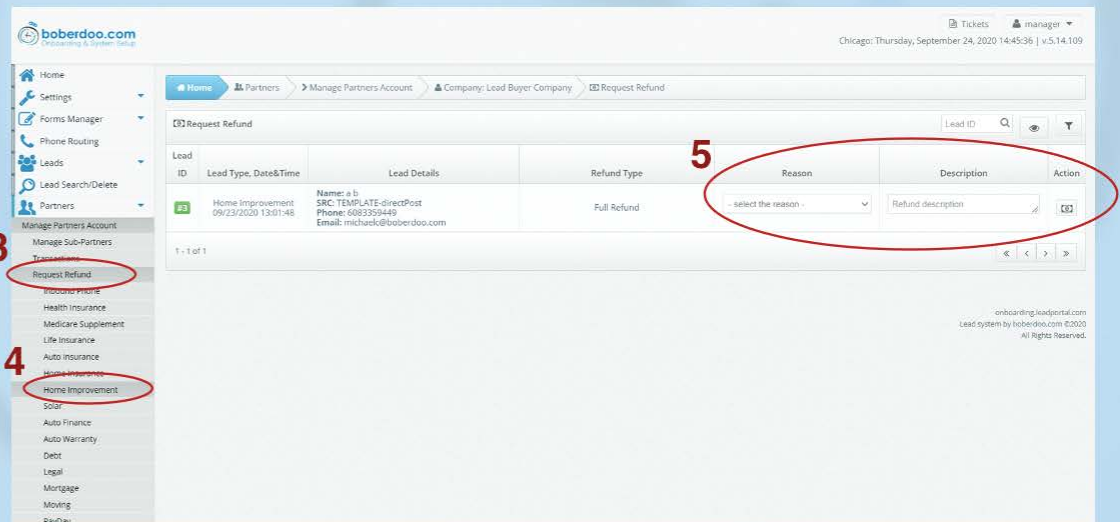 boberdoo.com
Onboarding & System Setup
Tickets manager
Chicago: Thursday, September 24, 2020 14:45:36 | v.5.14.109
Home
Settings
Forms Manager
Phone Routing
Leads
Lead Search/Delete
Partners
Manage Partners Account
Manage Sub-Partners
Transactions
3
Request Refund
Inbound Phone
Health Insurance
Medicare Supplement
Life Insurance
Auto Insurance
4
Home Insurance
Home Improvement
Solar
Auto Finance
Auto Warranty
Debt
Legal
Mortgage
Moving
PayDay
Home Partners Manage Partners Account Company: Lead Buyer Company Request Refund
Request Refund Lead ID
5
Lead ID Lead Type, Date&Time Lead Details Refund Type Reason Description Action
#3 Home Improvement
09/23/2020 13:01:48
Name: a b
SRC: TEMPLATE-directPost
Phone: 6083359449
Email: michaelc@boberdoo.com
Full Refund - select the reason - Refund description
1 - 1 of 1 « < > »
onboarding.leadportal.com
Lead system by boberdoo.com ©2020
All Rights Reserved.